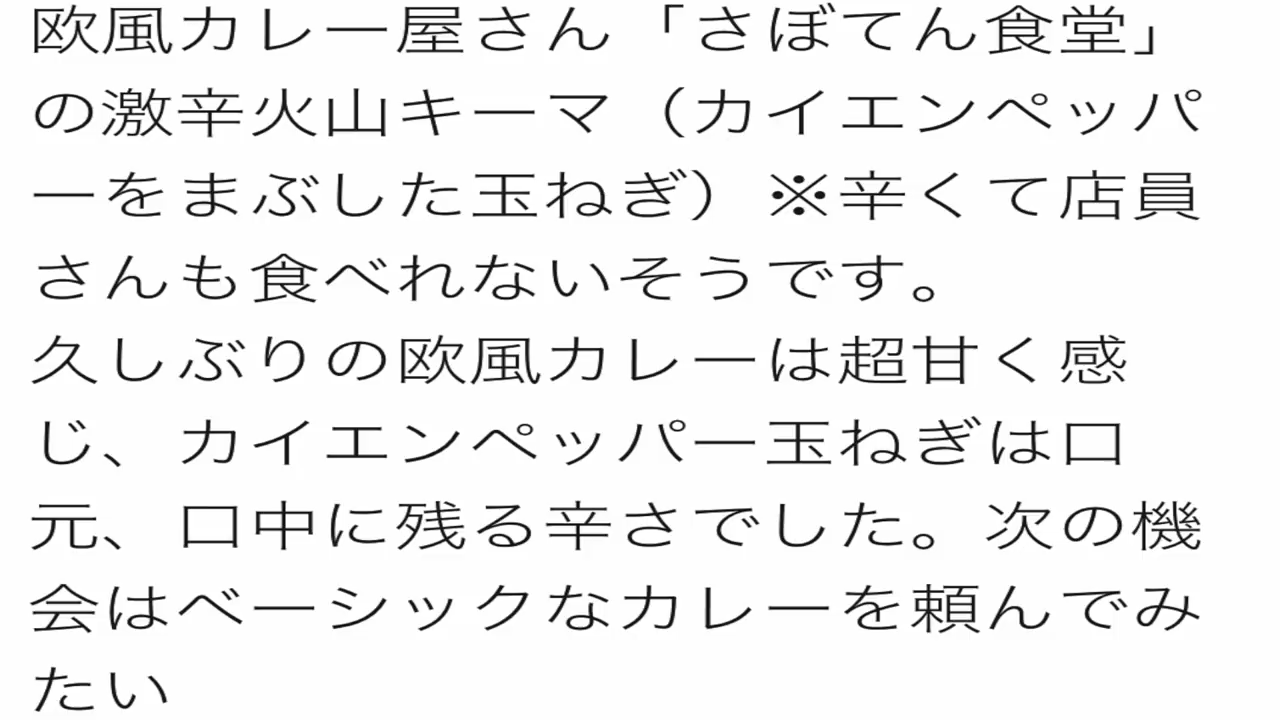 欧風カレー屋さん「さぼてん食堂」
の激辛火山キーマ（カイエンペッパ
ーをまぶした玉ねぎ）※辛くて店員
さんも食べれないそうです。
久しぶりの欧風カレーは超甘く感
じ、カイエンペッパー玉ねぎは口
元、口中に残る辛さでした。次の機
会はベーシックなカレーを頼んでみ
たい